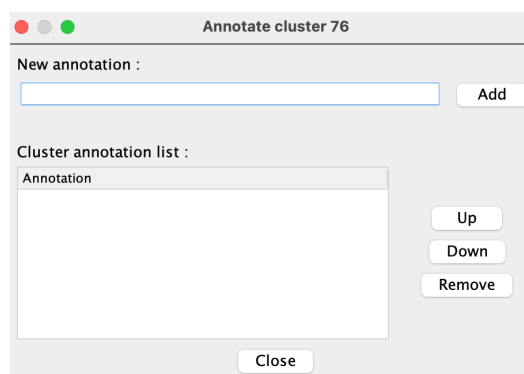 Annotate cluster 76
New annotation :
Add
Cluster annotation list :
Annotation
Up
Down
Remove
Close